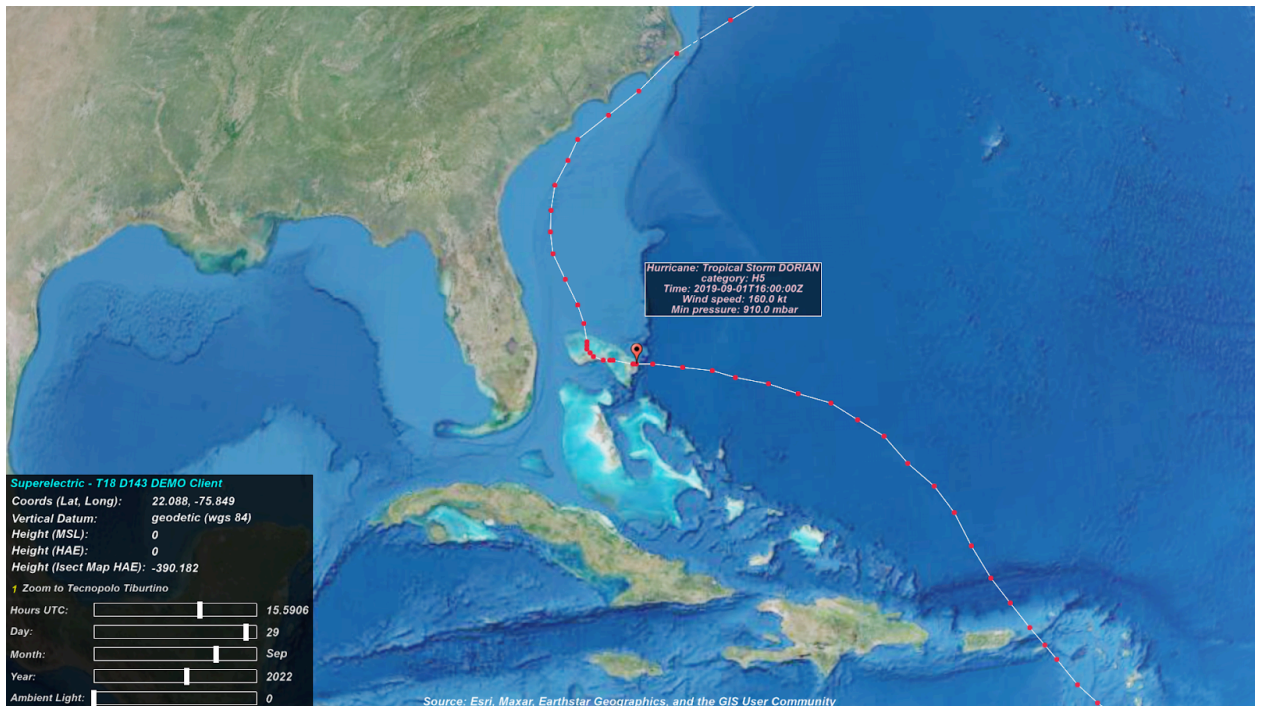 Hurricane: Tropical Storm DORIAN
category: H5
Time: 2019-09-01T16:00:00Z
Wind speed: 160.0 kt
Min pressure: 910.0 mbar
Superelectric - T18 D143 DEMO Client
Coords (Lat, Long): 22.088, -75.849
Vertical Datum: geodetic (wgs 84)
Height (MSL): 0
Height (HAE): 0
Height (Isect Map HAE): -390.182
1 Zoom to Tecnopolo Tiburtino
Hours UTC: 15.5906
Day: 29
Month: Sep
Year: 2022
Ambient Light: 0
Source: Esri, Maxar, Earthstar Geographics, and the GIS User Community